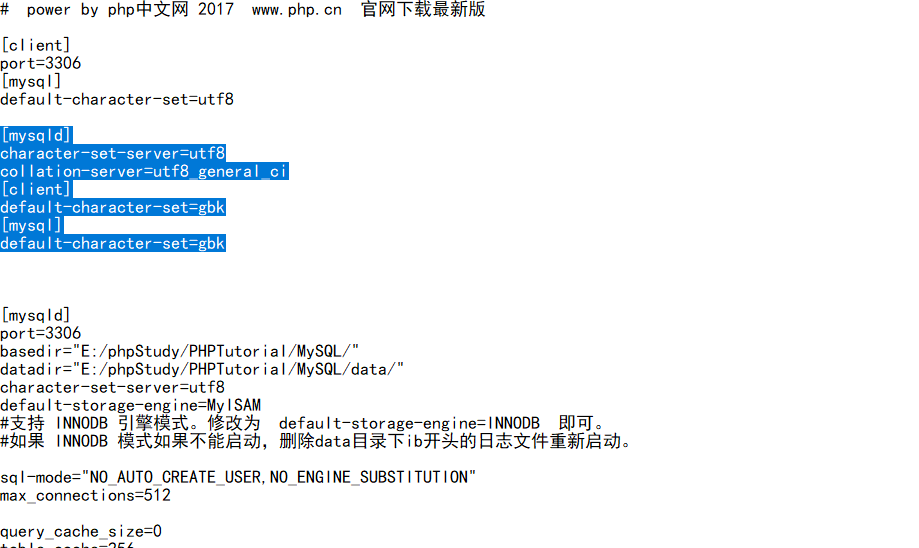 #  power by php中文网 2017  www.php.cn  官网下载最新版
[client]
port=3306
[mysql]
default-character-set=utf8
[mysqld]
character-set-server=utf8
collation-server=utf8_general_ci
[client]
default-character-set=gbk
[mysql]
default-character-set=gbk
[mysqld]
port=3306
basedir="E:/phpStudy/PHPTutorial/MySQL/"
datadir="E:/phpStudy/PHPTutorial/MySQL/data/"
character-set-server=utf8
default-storage-engine=MyISAM
#支持 INNODB 引擎模式。修改为  default-storage-engine=INNODB  即可。
#如果 INNODB 模式如果不能启动，删除data目录下ib开头的日志文件重新启动。
sql-mode="NO_AUTO_CREATE_USER,NO_ENGINE_SUBSTITUTION"
max_connections=512
query_cache_size=0
table_cache=256